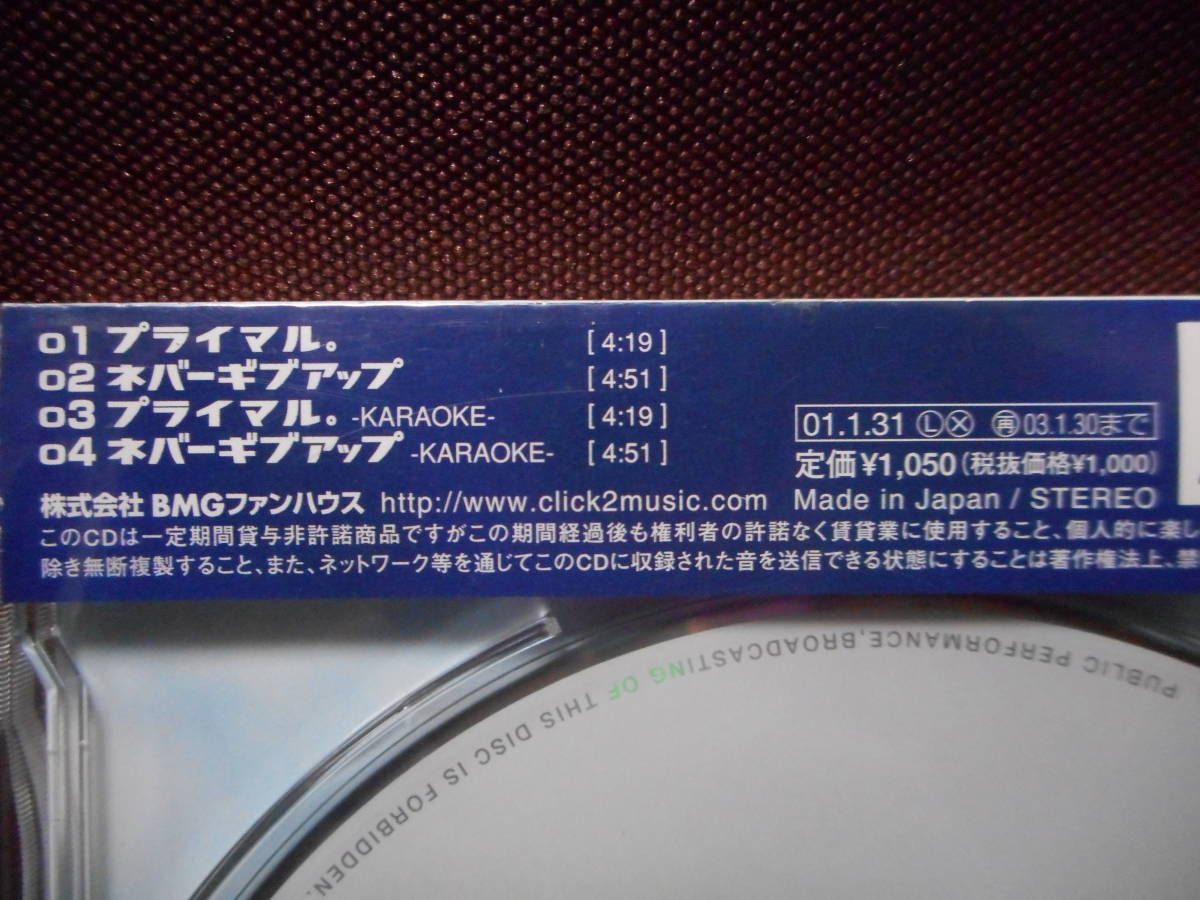 01 プライマル。 [4:19]
02 ネバーギブアップ [4:51]
03 プライマル。-KARAOKE- [4:19]
04 ネバーギブアップ -KARAOKE- [4:51]
01.1.31 Ⓛⓧ 再03.1.30まで
定価¥1,050(税抜価格¥1,000)
株式会社 BMGファンハウス http://www.click2music.com Made in Japan / STEREO
このCDは一定期間貸与非許諾商品ですがこの期間経過後も権利者の許諾なく賃貸業に使用すること、個人的に楽し
除き無断複製すること、また、ネットワーク等を通じてこのCDに収録された音を送信できる状態にすることは著作権法上、禁
PUBLIC PERFORMANCE,BROADCASTING OF THIS DISC IS FORBIDDEN.